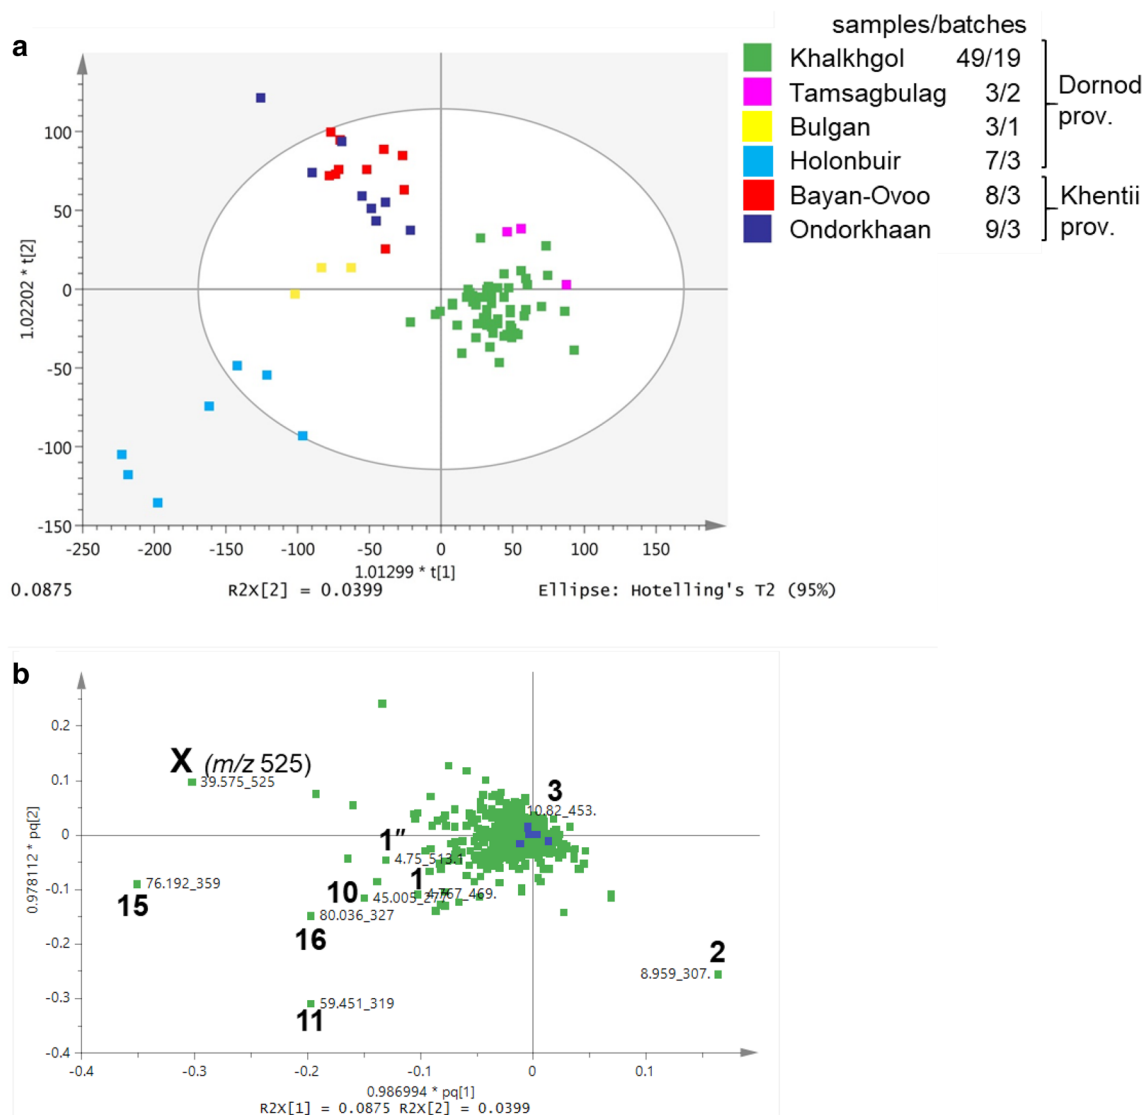 a
samples/batches
Khalkhgol 49/19
Tamsagbulag 3/2
Bulgan 3/1
Holonbuir 7/3
Dornod
prov.
Bayan-Ovoo 8/3
Ondorkhaan 9/3
Khentii
prov.
1.02202 * t[2]
100
50
0
-50
-100
-150
-250 -200 -150 -100 -50 0 50 100 150
1.01299 * t[1]
0.0875 R2X[2] = 0.0399 Ellipse: Hotelling's T2 (95%)
b
0.978112 * pq[2]
0.2
0.1
0
-0.1
-0.2
-0.3
-0.4
X (m/z 525)
39.575_525
3
10.82_453.
1″
4.75_513.1
1
4.767_469.
10
45.005_277
15
76.192_359
16
80.036_327
2
8.959_307.
11
59.451_319
-0.4 -0.3 -0.2 -0.1 0 0.1
0.986994 * pq[1]
R2X[1] = 0.0875 R2X[2] = 0.0399